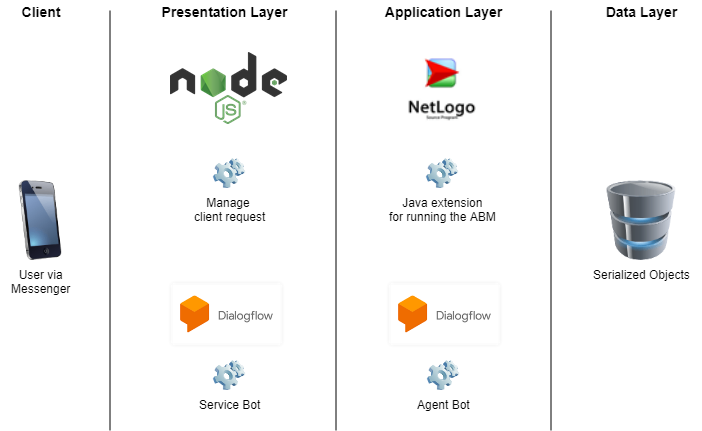 Client
Presentation Layer
Application Layer
Data Layer
node
JS
®
NetLogo
Source Program
Manage
client request
Java extension
for running the ABM
User via
Messenger
Serialized Objects
Dialogflow
Dialogflow
Service Bot
Agent Bot